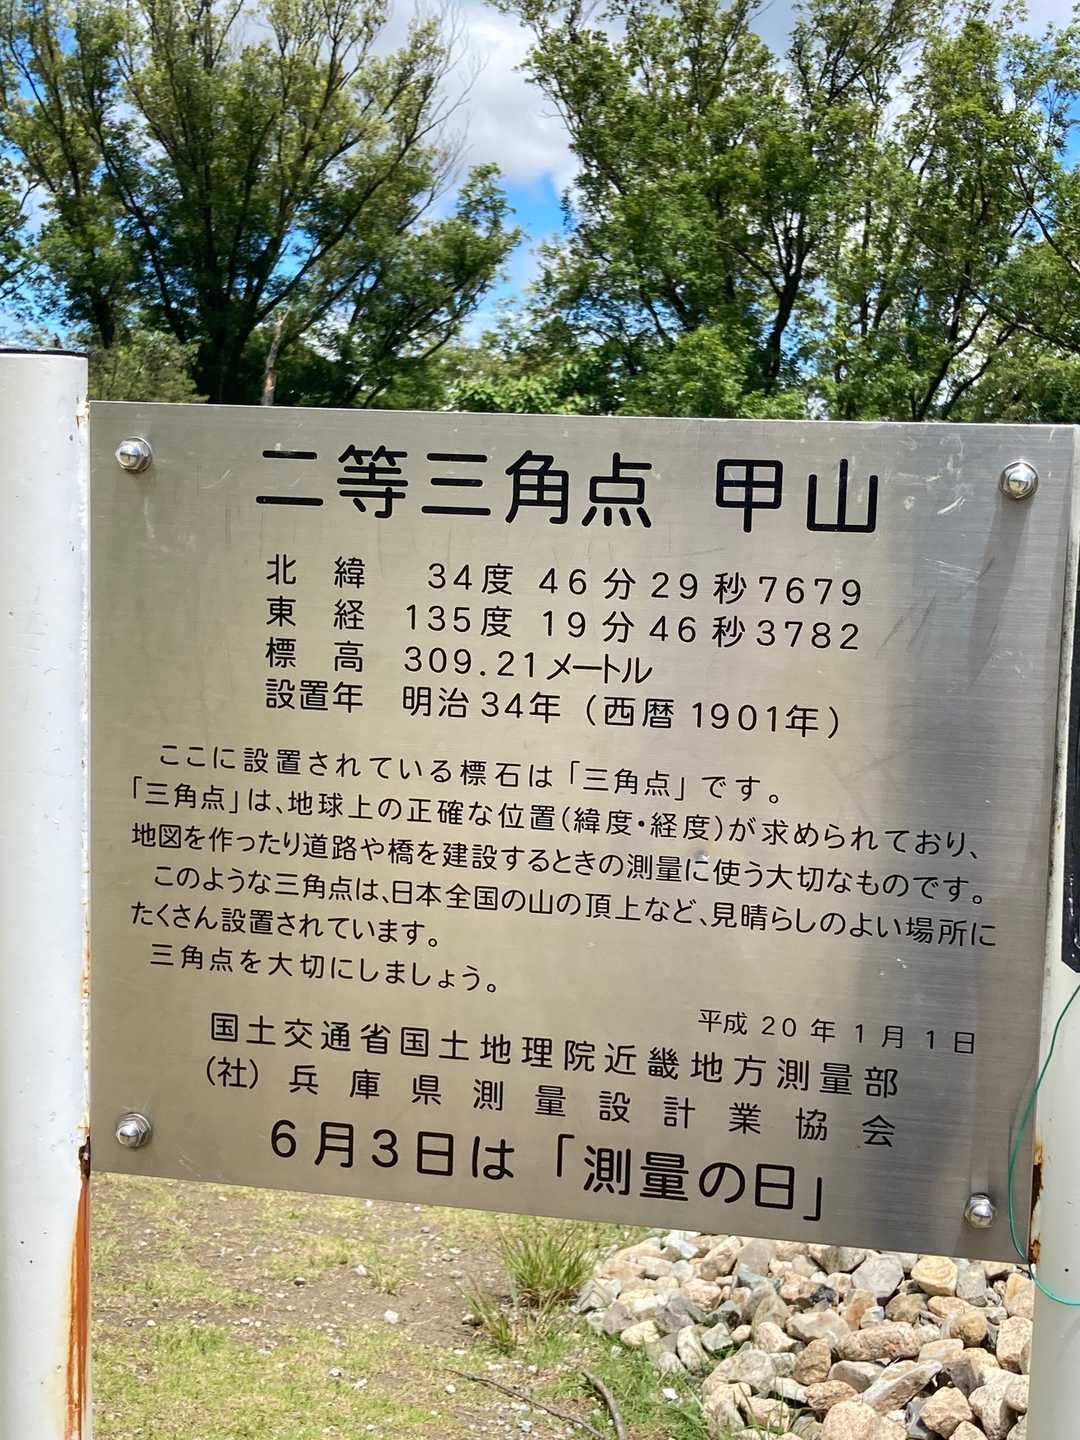 二等三角点 甲山
北 緯 34度 46分29秒7679
東 経 135度 19分46秒3782
標 高 309.21メートル
設置年 明治34年（西暦1901年）
ここに設置されている標石は「三角点」です。
「三角点」は、地球上の正確な位置(緯度・経度)が求められており、
地図を作ったり道路や橋を建設するときの測量に使う大切なものです。
このような三角点は、日本全国の山の頂上など、見晴らしのよい場所に
たくさん設置されています。
三角点を大切にしましょう。
平成20年1月1日
国土交通省国土地理院近畿地方測量部
(社)兵庫県測量設計業協会
6月3日は「測量の日」